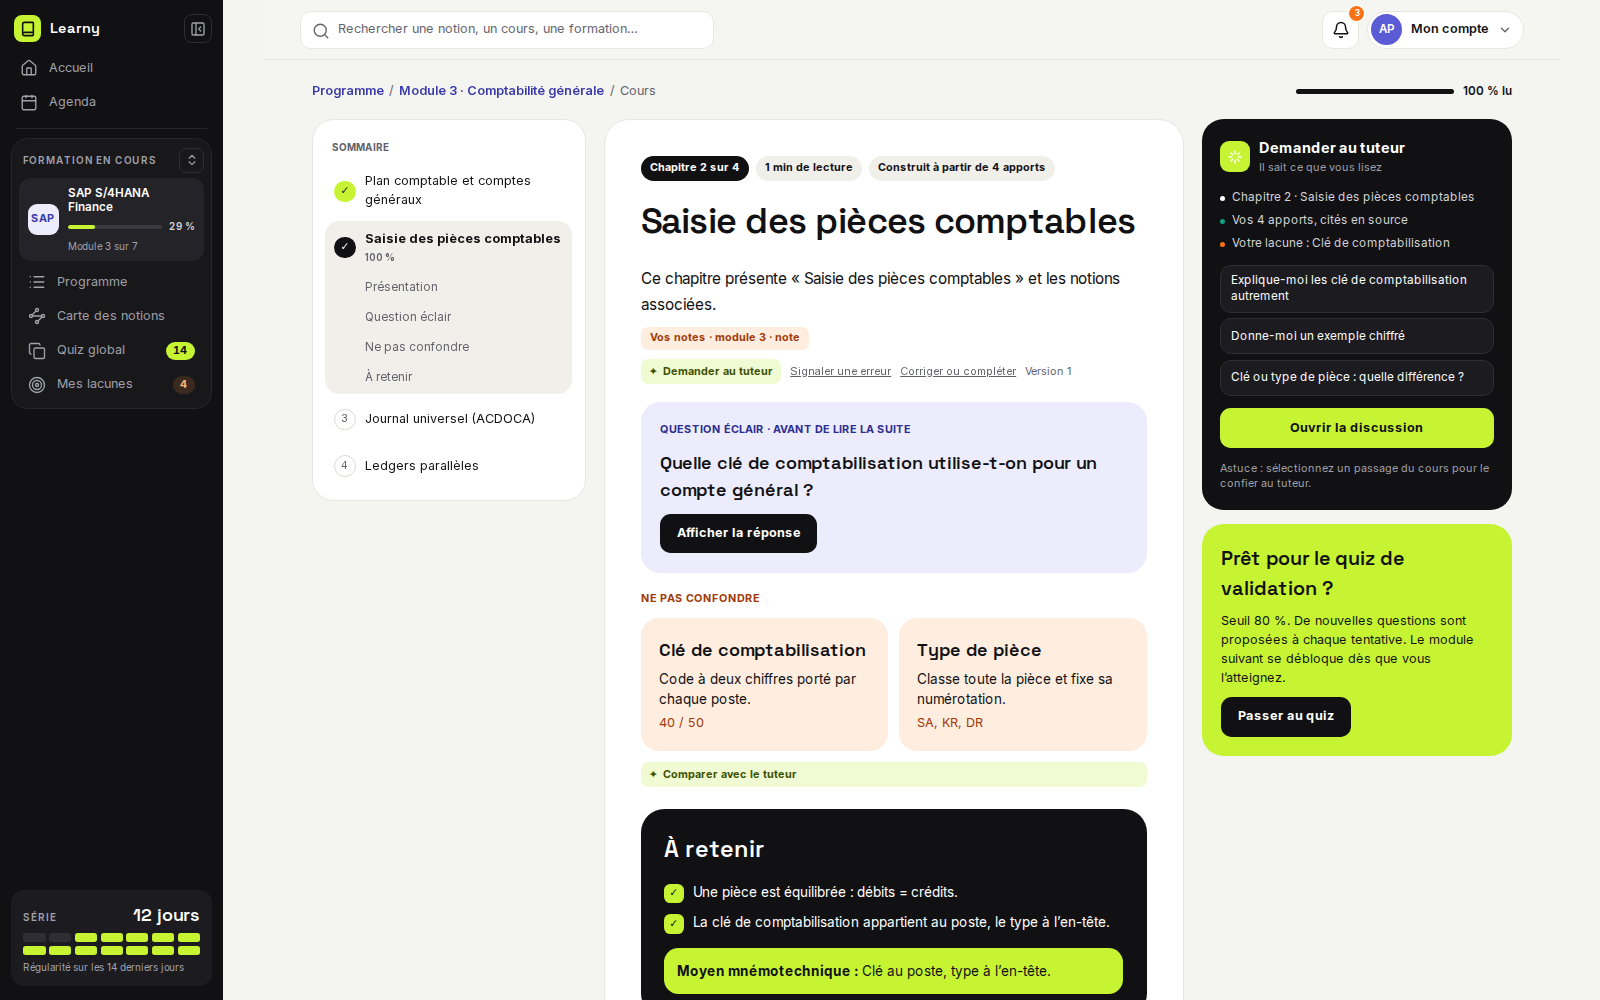 Learny
Accueil
Agenda
FORMATION EN COURS
SAP
SAP S/4HANA
Finance
29 %
Module 3 sur 7
Programme
Carte des notions
Quiz global
14
Mes lacunes
4
SÉRIE
12 jours
Régularité sur les 14 derniers jours
Rechercher une notion, un cours, une formation...
3
AP
Mon compte
Programme / Module 3 · Comptabilité générale / Cours
100 % lu
SOMMAIRE
✓
Plan comptable et comptes
généraux
✓
Saisie des pièces comptables
100 %
Présentation
Question éclair
Ne pas confondre
À retenir
3
Journal universel (ACDOCA)
4
Ledgers parallèles
Chapitre 2 sur 4
1 min de lecture
Construit à partir de 4 apports
Saisie des pièces comptables
Ce chapitre présente « Saisie des pièces comptables » et les notions
associées.
Vos notes · module 3 · note
✦ Demander au tuteur
Signaler une erreur
Corriger ou compléter
Version 1
QUESTION ÉCLAIR · AVANT DE LIRE LA SUITE
Quelle clé de comptabilisation utilise-t-on pour un
compte général ?
Afficher la réponse
NE PAS CONFONDRE
Clé de comptabilisation
Code à deux chiffres porté par
chaque poste.
40 / 50
Type de pièce
Classe toute la pièce et fixe sa
numérotation.
SA, KR, DR
✦ Comparer avec le tuteur
À retenir
✓ Une pièce est équilibrée : débits = crédits.
✓ La clé de comptabilisation appartient au poste, le type à l’en-tête.
Moyen mnémotechnique : Clé au poste, type à l’en-tête.
Demander au tuteur
Il sait ce que vous lisez
Chapitre 2 · Saisie des pièces comptables
Vos 4 apports, cités en source
Votre lacune : Clé de comptabilisation
Explique-moi les clé de comptabilisation
autrement
Donne-moi un exemple chiffré
Clé ou type de pièce : quelle différence ?
Ouvrir la discussion
Astuce : sélectionnez un passage du cours pour le
confier au tuteur.
Prêt pour le quiz de
validation ?
Seuil 80 %. De nouvelles questions sont
proposées à chaque tentative. Le module
suivant se débloque dès que vous
l’atteignez.
Passer au quiz